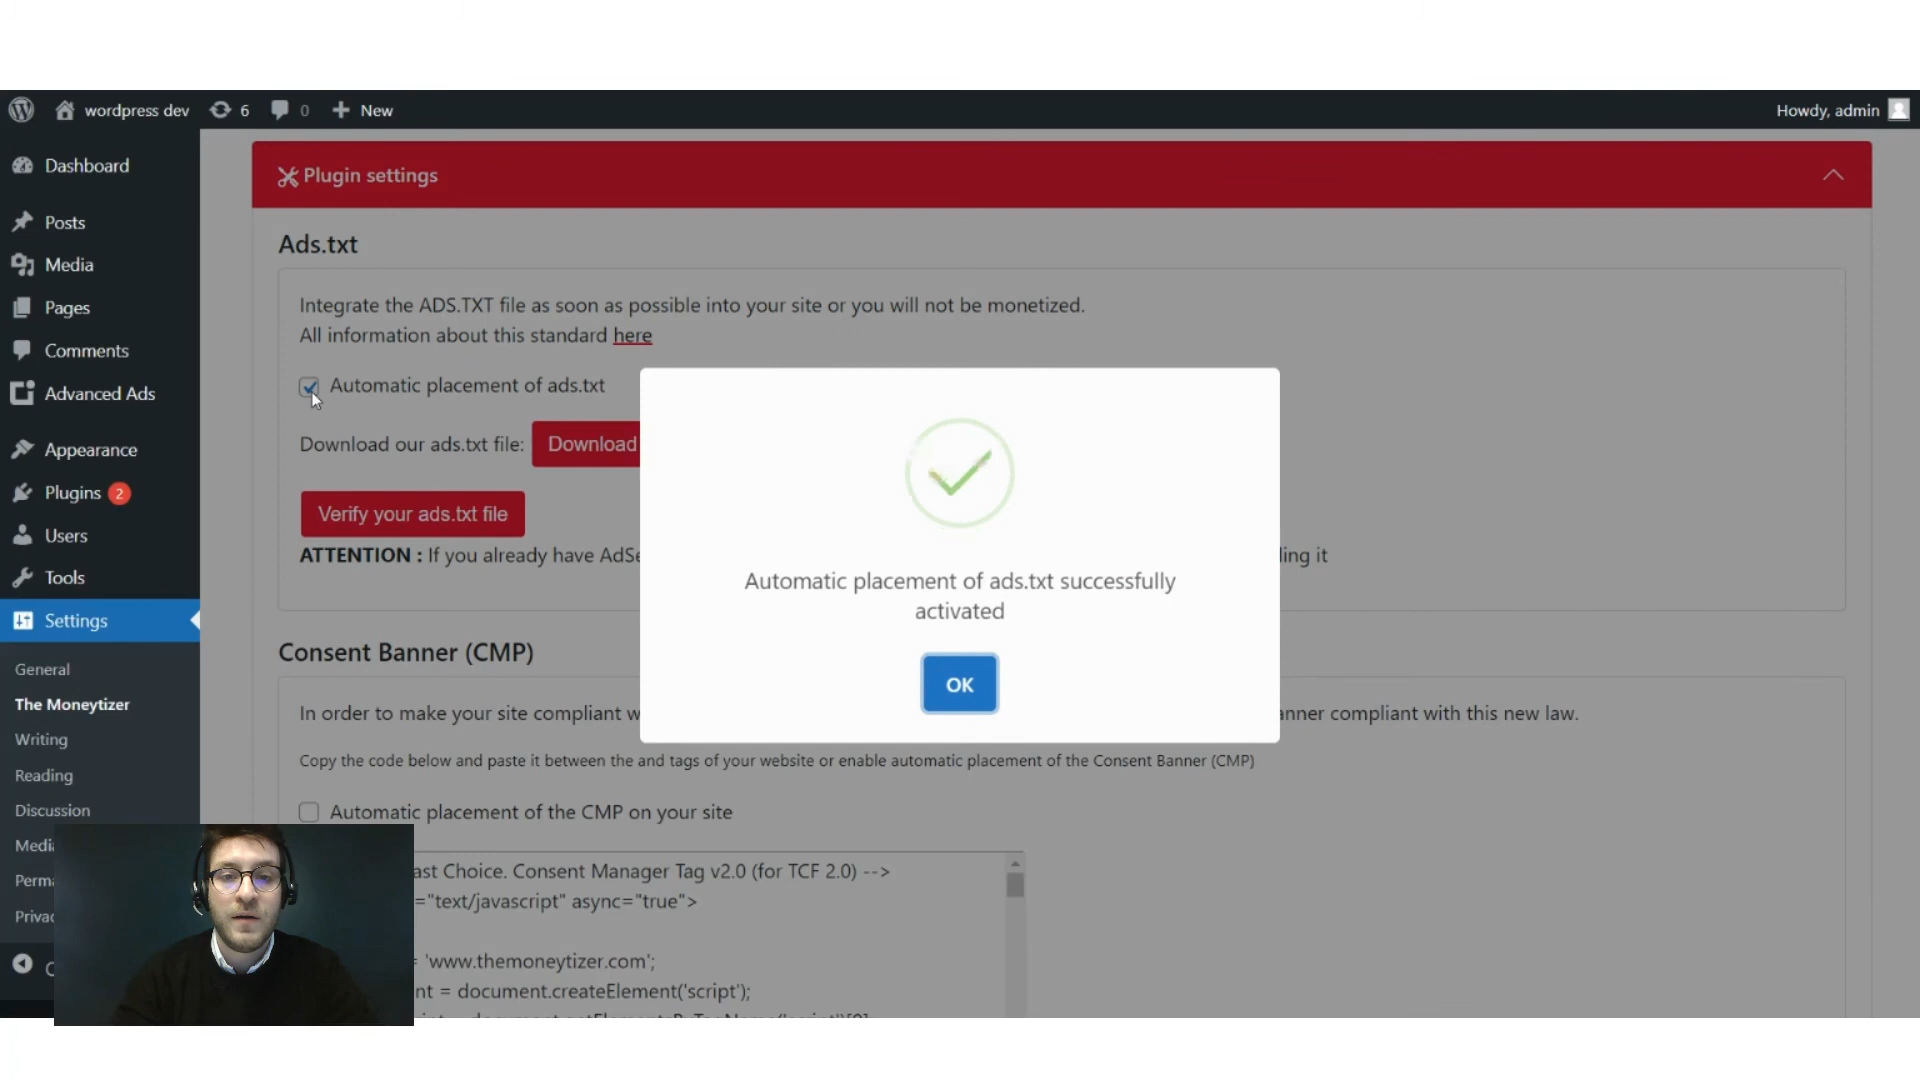 wordpress dev 6 0 New Howdy, admin
Dashboard
Posts
Media
Pages
Comments
Advanced Ads
Appearance
Plugins 2
Users
Tools
Settings
General
The Moneytizer
Writing
Reading
Discussion
Plugin settings
Ads.txt
Integrate the ADS.TXT file as soon as possible into your site or you will not be monetized.
All information about this standard here
Automatic placement of ads.txt
Download our ads.txt file: Download
Verify your ads.txt file
ATTENTION : If you already have
it
Consent Banner (CMP)
In order to make your site compliant
compliant with this new law.
Copy the code below and paste it between the and tags of your website or enable automatic placement of the Consent Banner (CMP)
Automatic placement of the CMP on your site
Choice. Consent Manager Tag v2.0 (for TCF 2.0) -->
="text/javascript" async="true">
= 'www.themoneytizer.com';
= document.createElement('script');
Automatic placement of ads.txt successfully
activated
OK